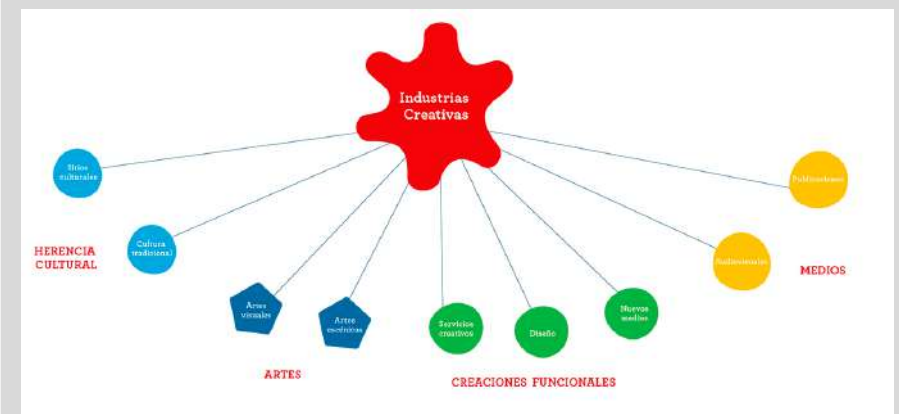 Industrias
Creativas
Sitios
culturales
Cultura
tradicional
HERENCIA
CULTURAL
Artes
visuales
Artes
escénicas
ARTES
Servicios
creativos
Diseño
Nuevos
medios
CREACIONES FUNCIONALES
Audiovisuales
Publicaciones
MEDIOS